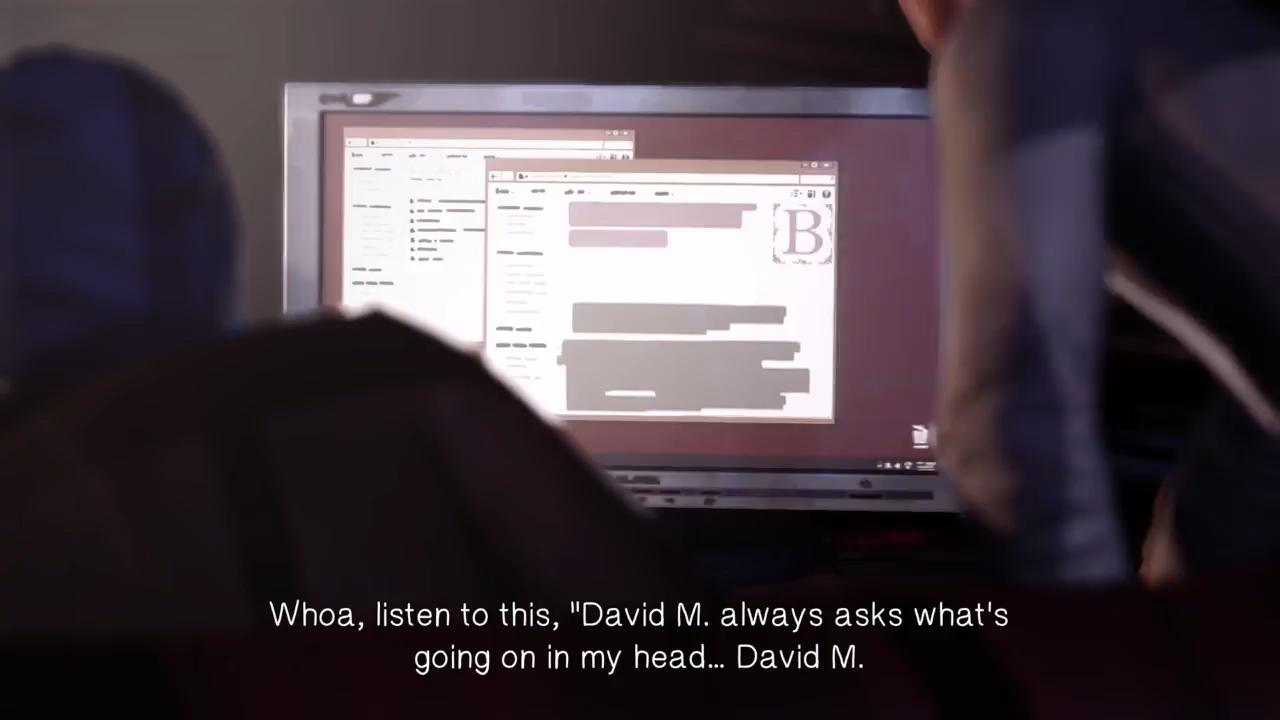 B
Whoa, listen to this, "David M. always asks what's
going on in my head... David M.